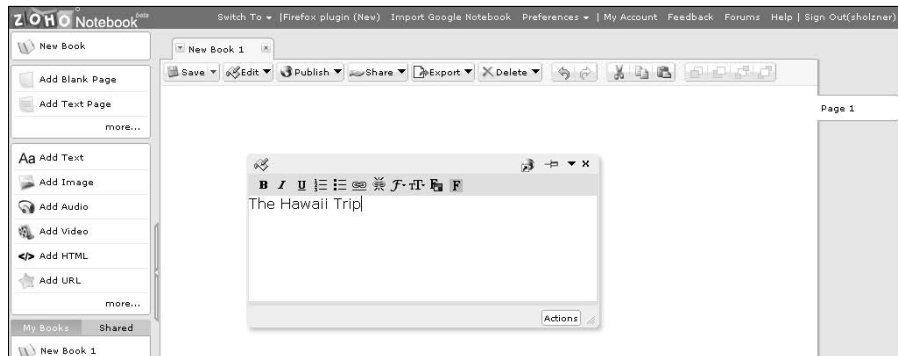 ZOHO Notebook beta
Switch To | Firefox plugin (New) Import Google Notebook Preferences | My Account Feedback Forums Help | Sign Out(sholzner)
New Book
New Book 1
Save Edit Publish Share Export Delete
Add Blank Page
Add Text Page
more...
Page 1
Aa Add Text
Add Image
Add Audio
Add Video
</> Add HTML
Add URL
more...
B I U F T F
The Hawaii Trip
Actions
My Books Shared
New Book 1